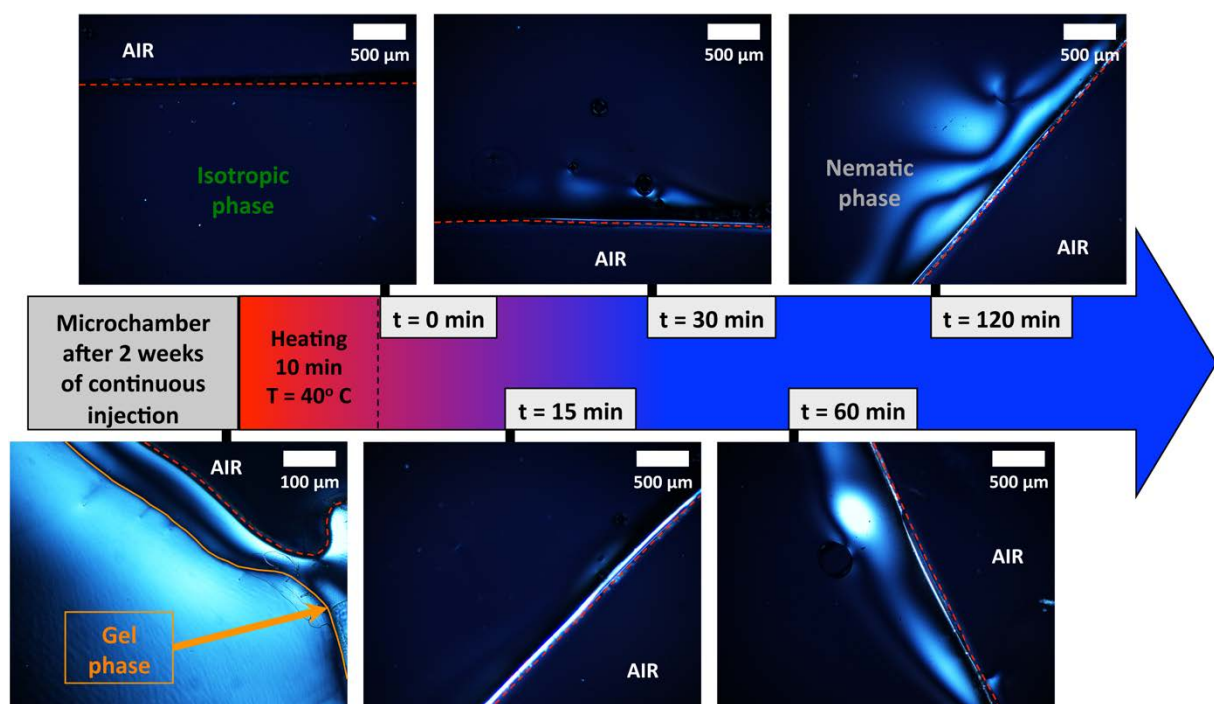 AIR
500 µm
Isotropic
phase
500 µm
AIR
500 µm
Nematic
phase
AIR
Microchamber
after 2 weeks
of continuous
injection
Heating
10 min
T = 40º C
t = 0 min
t = 30 min
t = 120 min
t = 15 min
t = 60 min
AIR
100 µm
Gel
phase
500 µm
AIR
500 µm
AIR